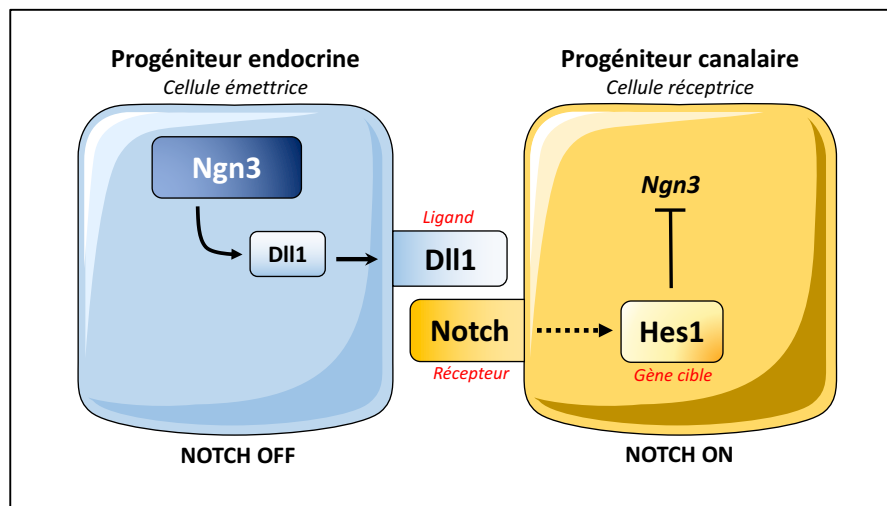 Progéniteur endocrine
Cellule émettrice
Ngn3
Dll1
Ligand
Dll1
Notch
Récepteur
NOTCH OFF
Progéniteur canalaire
Cellule réceptrice
Ngn3
Hes1
Gène cible
NOTCH ON